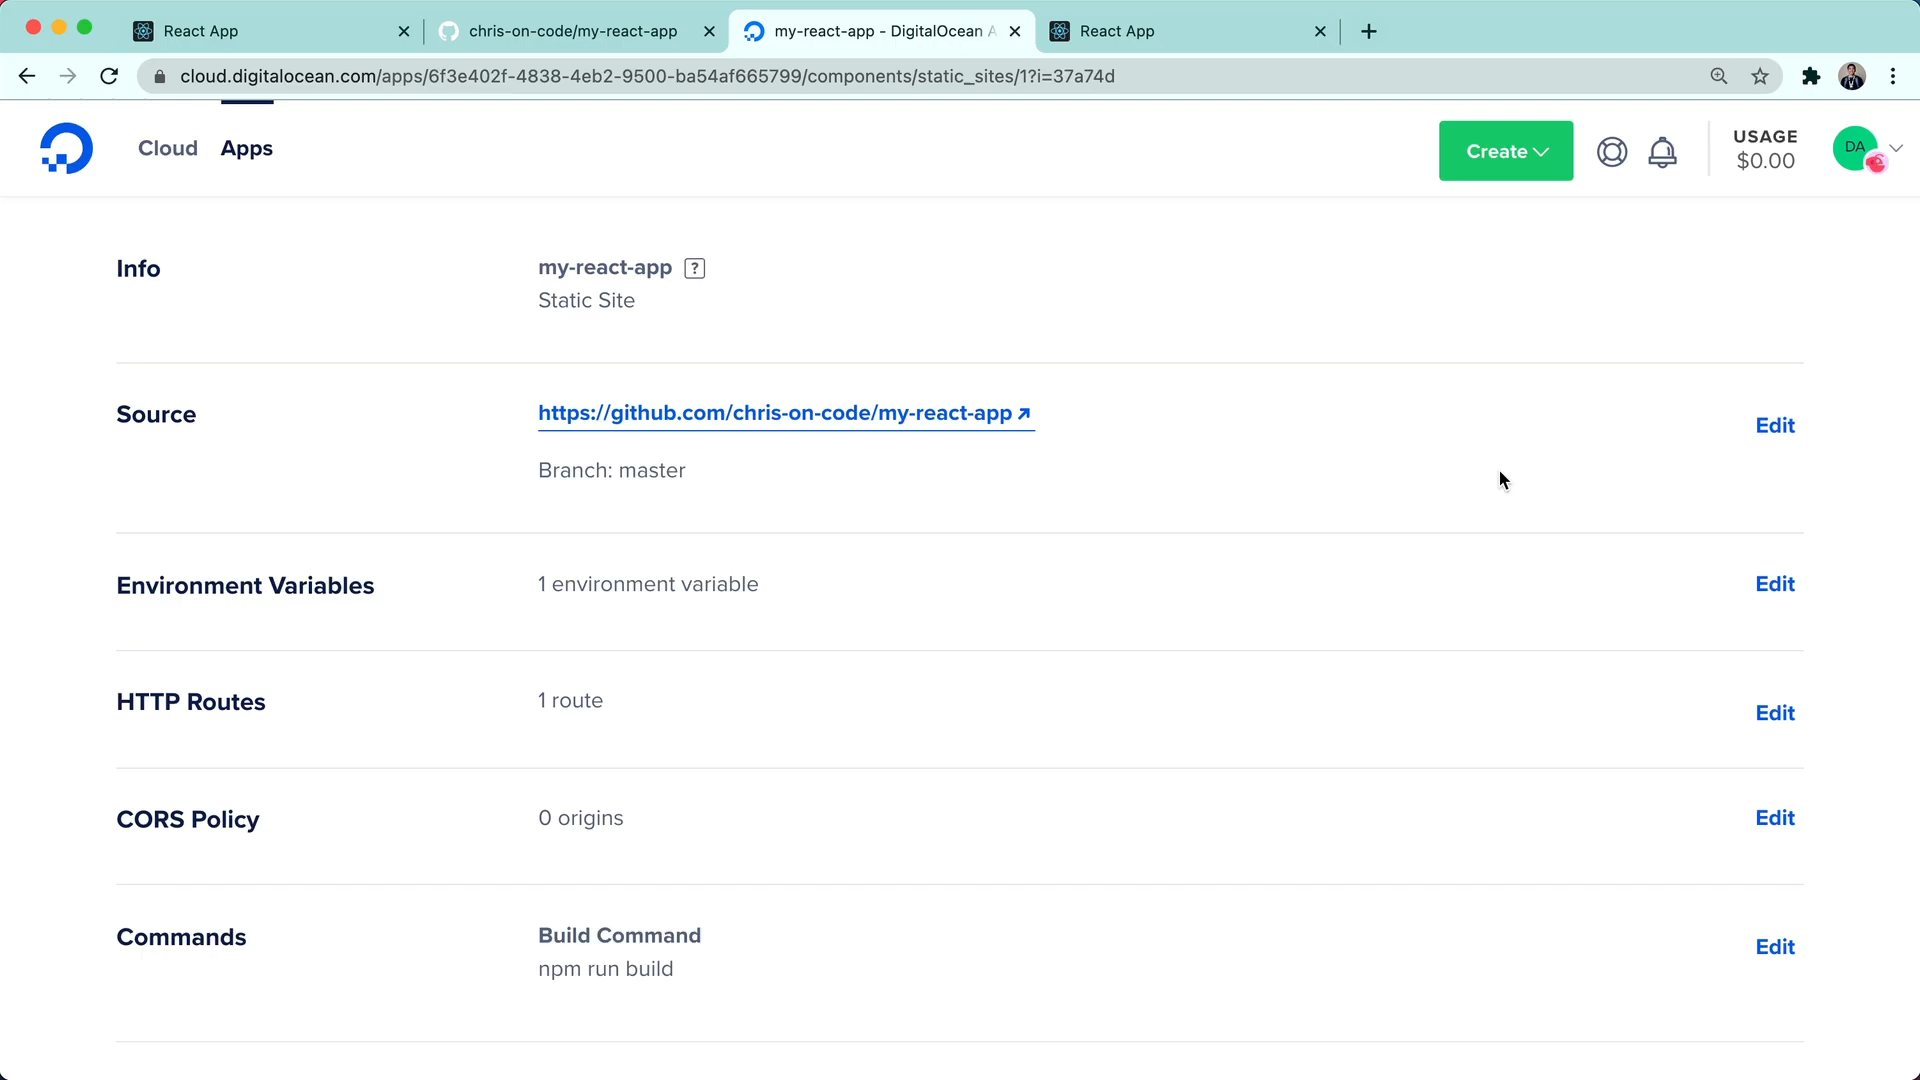 React App
chris-on-code/my-react-app
my-react-app - DigitalOcean A
React App
cloud.digitalocean.com/apps/6f3e402f-4838-4eb2-9500-ba54af665799/components/static_sites/1?i=37a74d
Cloud
Apps
Create
USAGE
$0.00
DA
Info
my-react-app ?
Static Site
Source
https://github.com/chris-on-code/my-react-app
Edit
Branch: master
Environment Variables
1 environment variable
Edit
HTTP Routes
1 route
Edit
CORS Policy
0 origins
Edit
Commands
Build Command
npm run build
Edit